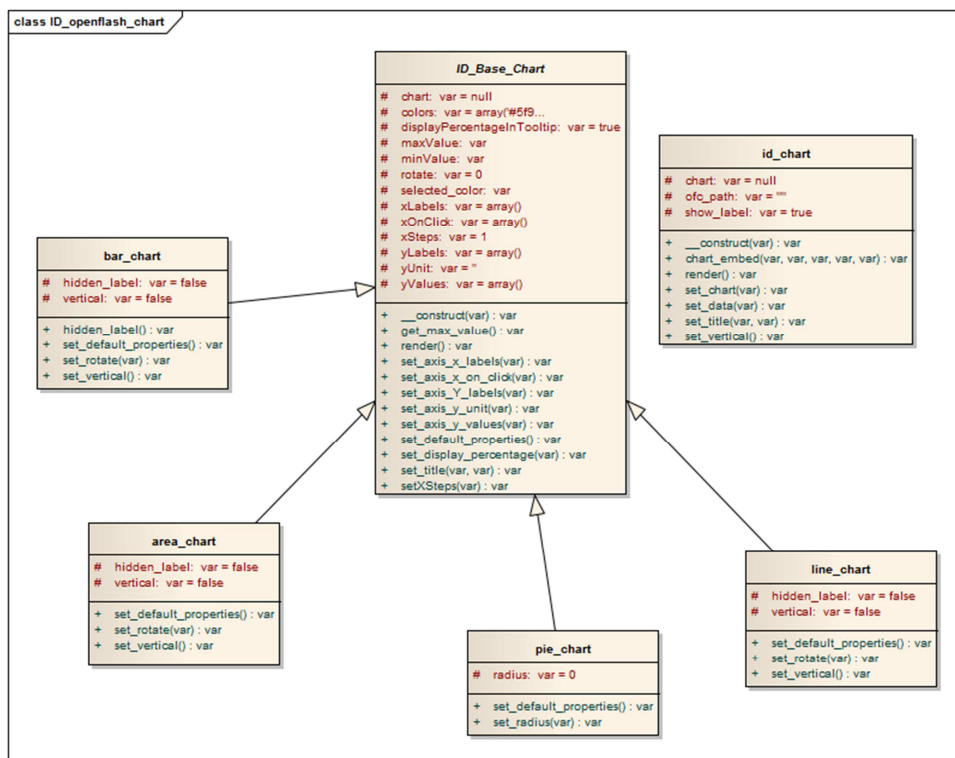 class ID_openflash_chart
ID_Base_Chart
# chart: var = null
# colors: var = array('#5f9...
# displayPercentageInTooltip: var = true
# maxValue: var
# minValue: var
# rotate: var = 0
# selected_color: var
# xLabels: var = array()
# xOnClick: var = array()
# xSteps: var = 1
# yLabels: var = array()
# yUnit: var = ''
# yValues: var = array()
+ __construct(var) : var
+ get_max_value() : var
+ render() : var
+ set_axis_x_labels(var) : var
+ set_axis_x_on_click(var) : var
+ set_axis_Y_labels(var) : var
+ set_axis_y_unit(var) : var
+ set_axis_y_values(var) : var
+ set_default_properties() : var
+ set_display_percentage(var) : var
+ set_title(var, var) : var
+ setXSteps(var) : var
id_chart
# chart: var = null
# ofc_path: var = ""
# show_label: var = true
+ __construct(var) : var
+ chart_embed(var, var, var, var, var) : var
+ render() : var
+ set_chart(var) : var
+ set_data(var) : var
+ set_title(var, var) : var
+ set_vertical() : var
bar_chart
# hidden_label: var = false
# vertical: var = false
+ hidden_label() : var
+ set_default_properties() : var
+ set_rotate(var) : var
+ set_vertical() : var
area_chart
# hidden_label: var = false
# vertical: var = false
+ set_default_properties() : var
+ set_rotate(var) : var
+ set_vertical() : var
pie_chart
# radius: var = 0
+ set_default_properties() : var
+ set_radius(var) : var
line_chart
# hidden_label: var = false
# vertical: var = false
+ set_default_properties() : var
+ set_rotate(var) : var
+ set_vertical() : var